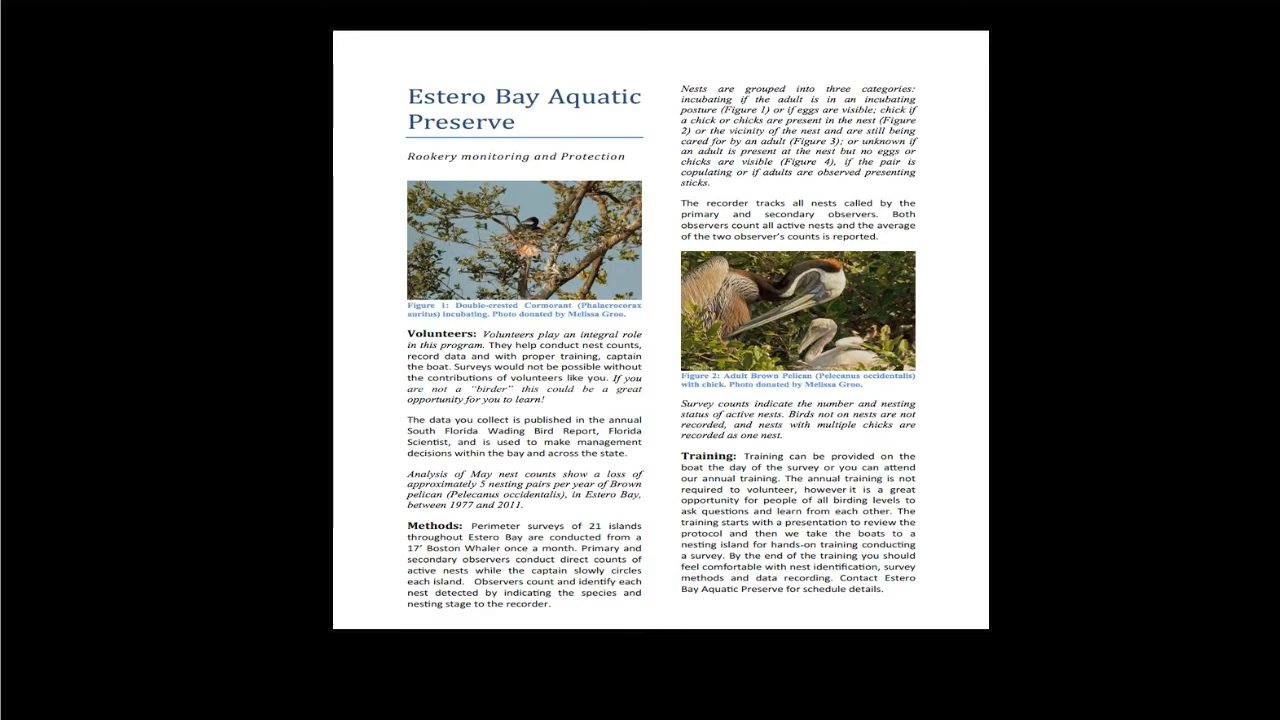 Estero Bay Aquatic
Preserve
Rookery monitoring and Protection
Figure 1: Double-crested Cormorant (Phalacrocorax
auritus) incubating. Photo donated by Melissa Groo.
Volunteers: Volunteers play an integral role
in this program. They help conduct nest counts,
record data and with proper training, captain
the boat. Surveys would not be possible without
the contributions of volunteers like you. If you
are not a “birder” this could be a great
opportunity for you to learn!
The data you collect is published in the annual
South Florida Wading Bird Report, Florida
Scientist, and is used to make management
decisions within the bay and across the state.
Analysis of May nest counts show a loss of
approximately 5 nesting pairs per year of Brown
pelican (Pelecanus occidentalis), in Estero Bay,
between 1977 and 2011.
Methods: Perimeter surveys of 21 islands
throughout Estero Bay are conducted from a
17’ Boston Whaler once a month. Primary and
secondary observers conduct direct counts of
active nests while the captain slowly circles
each island. Observers count and identify each
nest detected by indicating the species and
nesting stage to the recorder.
Nests are grouped into three categories:
incubating if the adult is in an incubating
posture (Figure 1) or if eggs are visible; chick if
a chick or chicks are present in the nest (Figure
2) or the vicinity of the nest and are still being
cared for by an adult (Figure 3); or unknown if
an adult is present at the nest but no eggs or
chicks are visible (Figure 4), if the pair is
copulating or if adults are observed presenting
sticks.
The recorder tracks all nests called by the
primary and secondary observers. Both
observers count all active nests and the average
of the two observer’s counts is reported.
Figure 2: Adult Brown Pelican (Pelecanus occidentalis)
with chick. Photo donated by Melissa Groo.
Survey counts indicate the number and nesting
status of active nests. Birds not on nests are not
recorded, and nests with multiple chicks are
recorded as one nest.
Training: Training can be provided on the
boat the day of the survey or you can attend
our annual training. The annual training is not
required to volunteer, however it is a great
opportunity for people of all birding levels to
ask questions and learn from each other. The
training starts with a presentation to review the
protocol and then we take the boats to a
nesting island for hands-on training conducting
a survey. By the end of the training you should
feel comfortable with nest identification, survey
methods and data recording. Contact Estero
Bay Aquatic Preserve for schedule details.